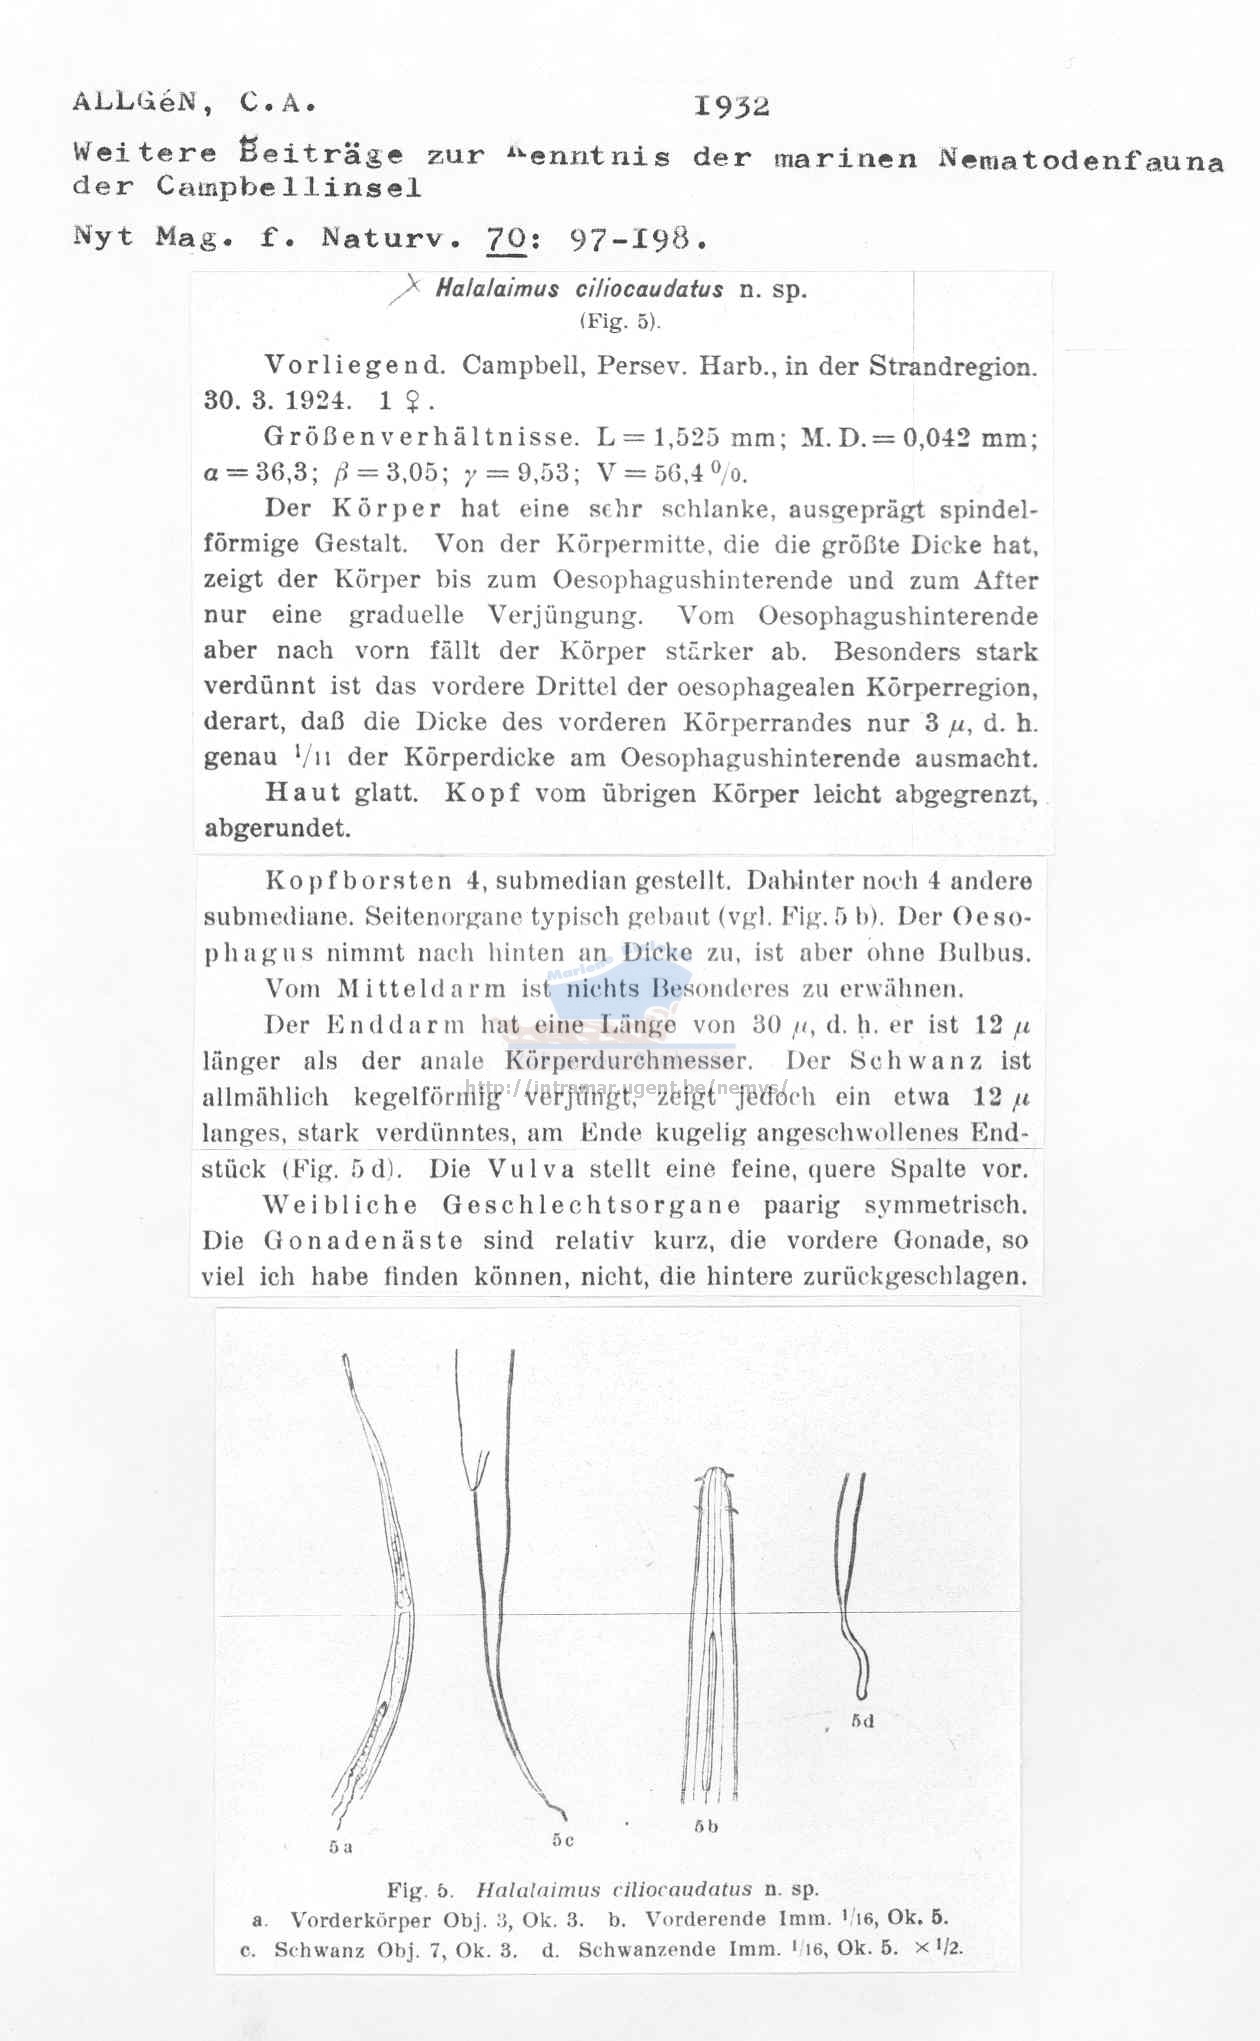 ALLGéN, C.A. 1932
Weitere Beiträge zur Kenntnis der marinen Nematodenfauna
der Campbellinsel
Nyt Mag. f. Naturv. 70: 97-I98.
Halalaimus ciliocaudatus n. sp.
(Fig. 5).
Vorliegend. Campbell, Persev. Harb., in der Strandregion.
30. 3. 1924. 1 ♀.
Größenverhältnisse. L = 1,525 mm; M. D. = 0,042 mm;
α = 36,3; β = 3,05; γ = 9,53; V = 56,4 %.
Der Körper hat eine sehr schlanke, ausgeprägt spindel-
förmige Gestalt. Von der Körpermitte, die die größte Dicke hat,
zeigt der Körper bis zum Oesophagushinterende und zum After
nur eine graduelle Verjüngung. Vom Oesophagushinterende
aber nach vorn fällt der Körper stärker ab. Besonders stark
verdünnt ist das vordere Drittel der oesophagealen Körperregion,
derart, daß die Dicke des vorderen Körperrandes nur 3 μ, d. h.
genau 1/11 der Körperdicke am Oesophagushinterende ausmacht.
Haut glatt. Kopf vom übrigen Körper leicht abgegrenzt,
abgerundet.
Kopfborsten 4, submedian gestellt. Dahinter noch 4 andere
submediane. Seitenorgane typisch gebaut (vgl. Fig. 5 b). Der Oeso-
phagus nimmt nach hinten an Dicke zu, ist aber ohne Bulbus.
Vom Mitteldarm ist nichts Besonderes zu erwähnen.
Der Enddarm hat eine Länge von 30 μ, d. h. er ist 12 μ
länger als der anale Körperdurchmesser. Der Schwanz ist
http://intramar.ugent.be/nemys/
allmählich kegelförmig verjüngt, zeigt jedoch ein etwa 12 μ
langes, stark verdünntes, am Ende kugelig angeschwollenes End-
stück (Fig. 5 d). Die Vulva stellt eine feine, quere Spalte vor.
Weibliche Geschlechtsorgane paarig symmetrisch.
Die Gonadenäste sind relativ kurz, die vordere Gonade, so
viel ich habe finden können, nicht, die hintere zurückgeschlagen.
5d
5b
5c
5a
Fig. 5. Halalaimus ciliocaudatus n. sp.
a. Vorderkörper Obj. 3, Ok. 3. b. Vorderende Imm. 1/16, Ok. 5.
c. Schwanz Obj. 7, Ok. 3. d. Schwanzende Imm. 1/16, Ok. 5. × 1/2.